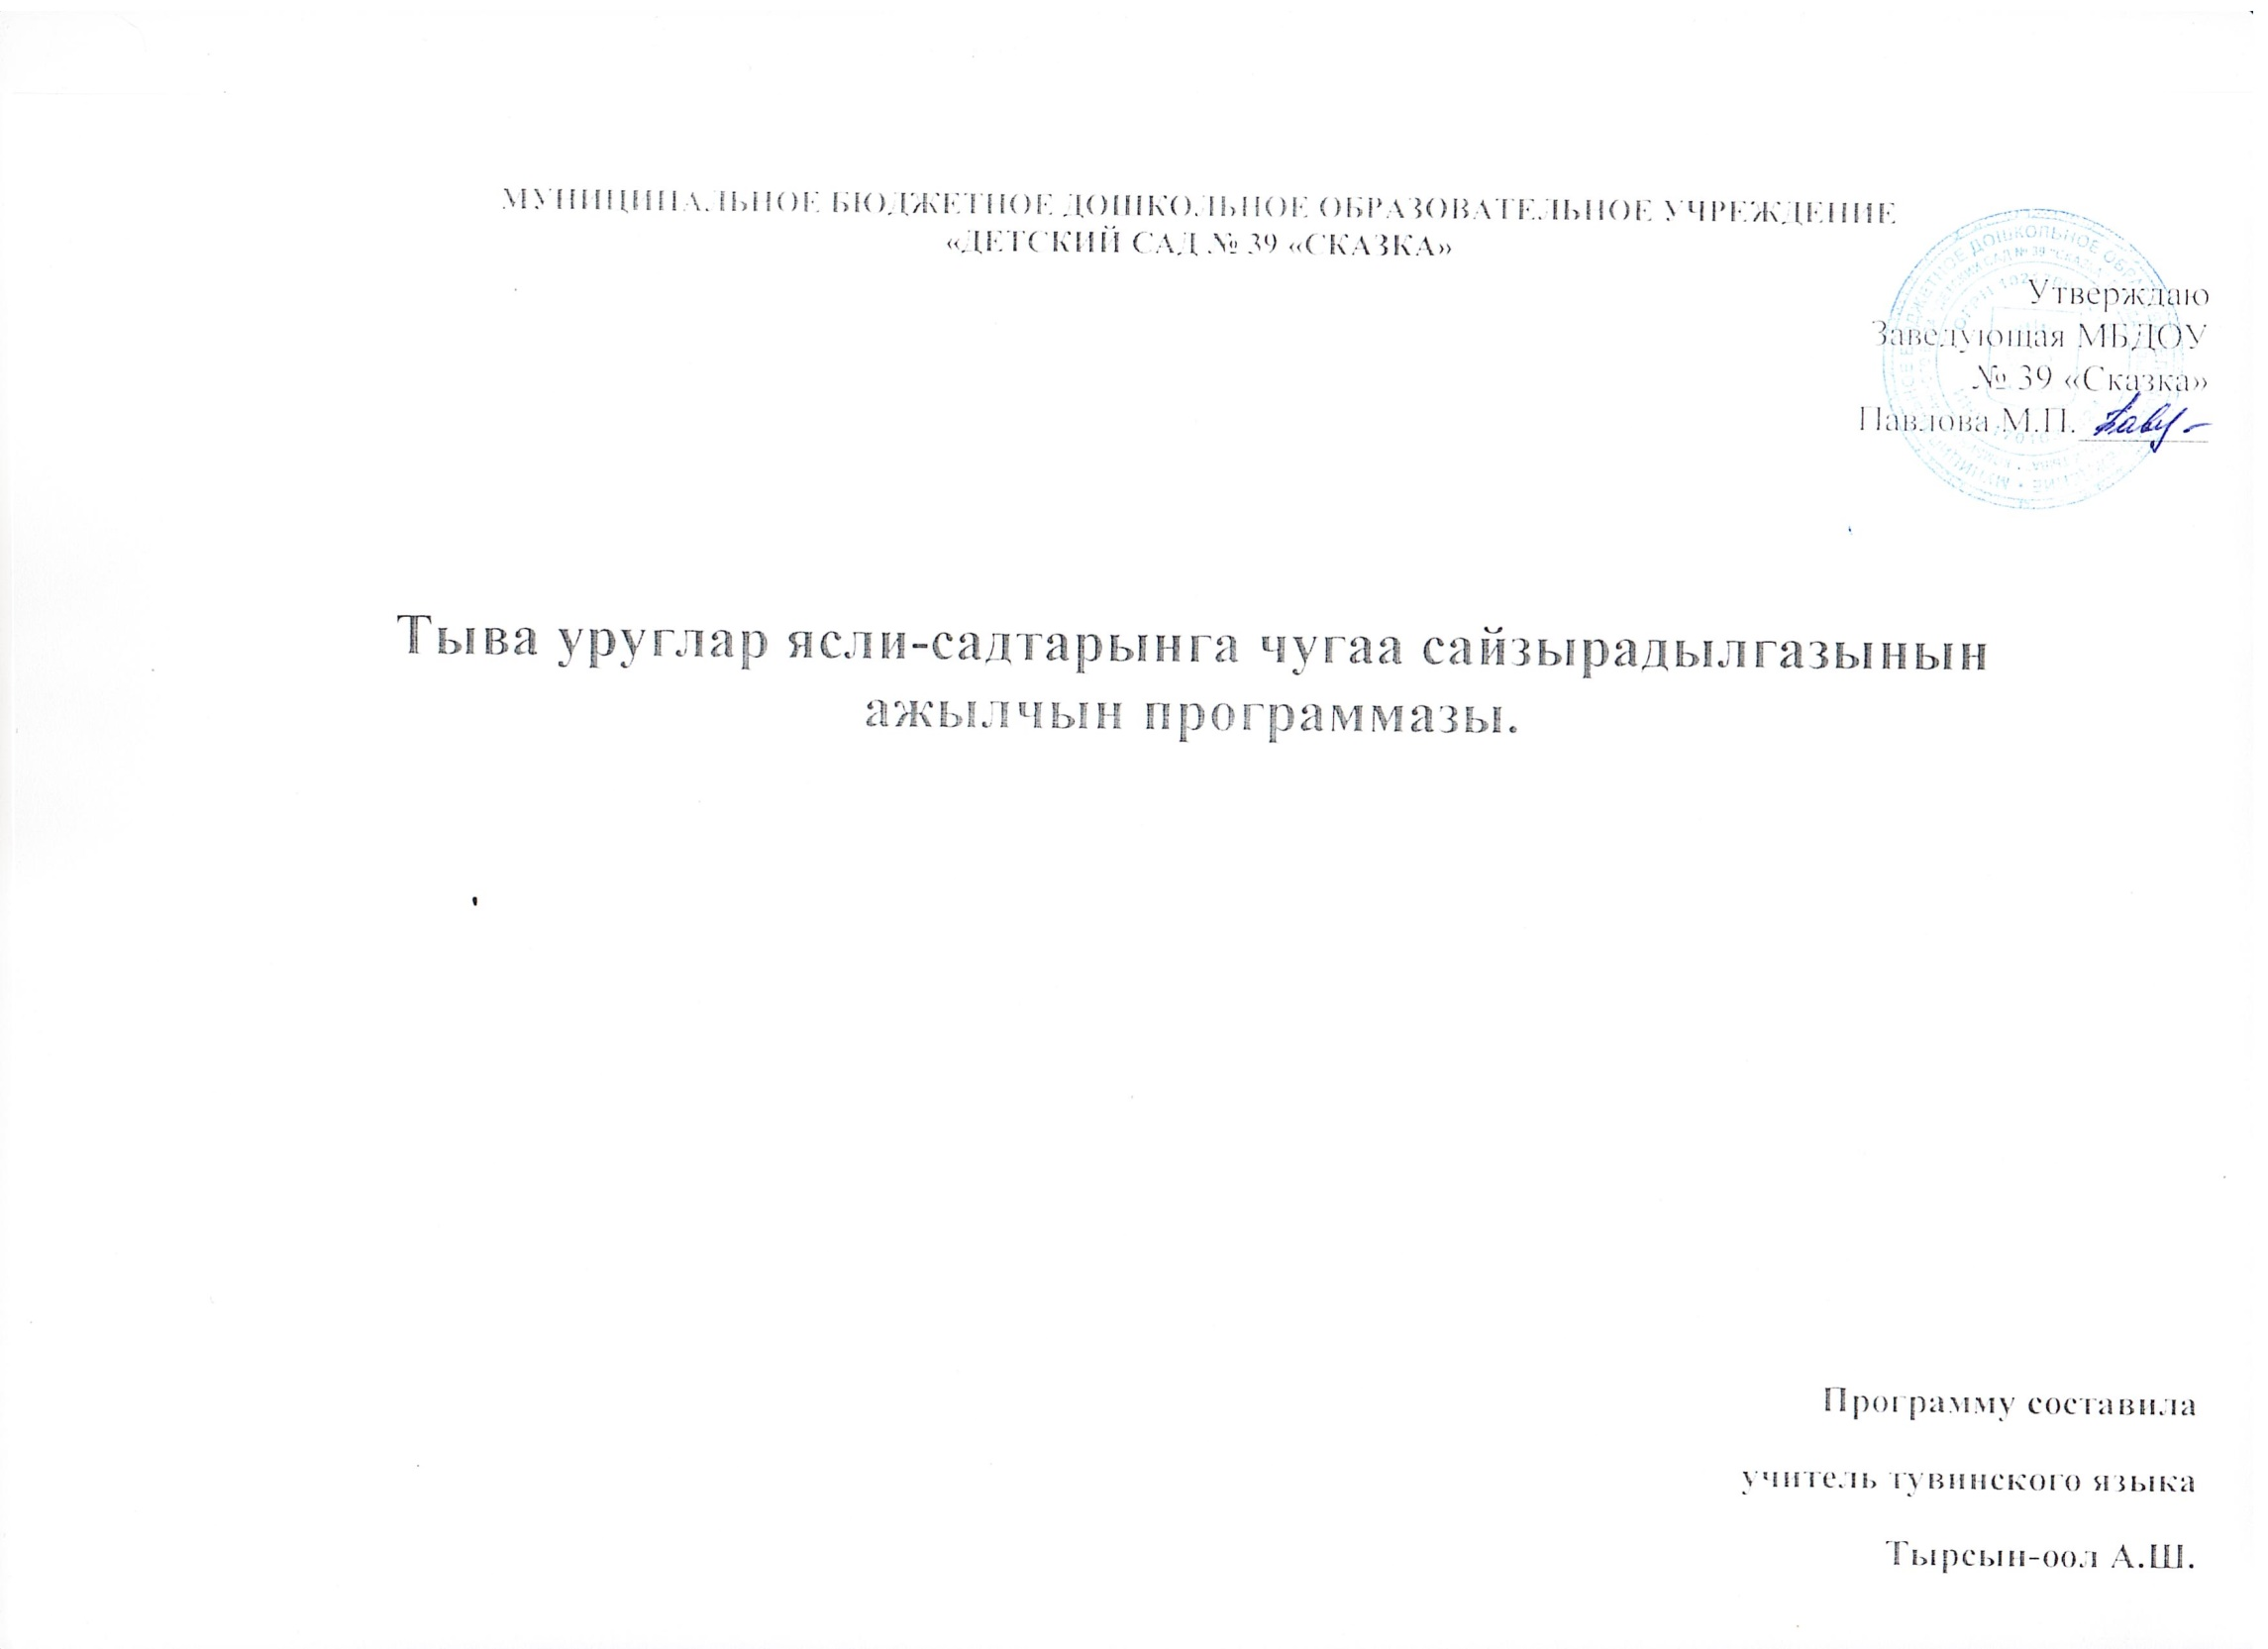 МУНИЦИПАЛЬНОЕ БЮДЖЕТНОЕ ДОШКОЛЬНОЕ ОБРАЗОВАТЕЛЬНОЕ УЧРЕЖДЕНИЕ
«ДЕТСКИЙ САД № 39 «СКАЗКА»
Утверждаю
Заведующая МБДОУ
№ 39 «Сказка»
Павлова М.П.
Тыва уруглар ясли-садтарынга чугаа сайзырадылгазынын
ажылчын программазы.
Программу составила
учитель тувинского языка
Тырсын-оол А.Ш.